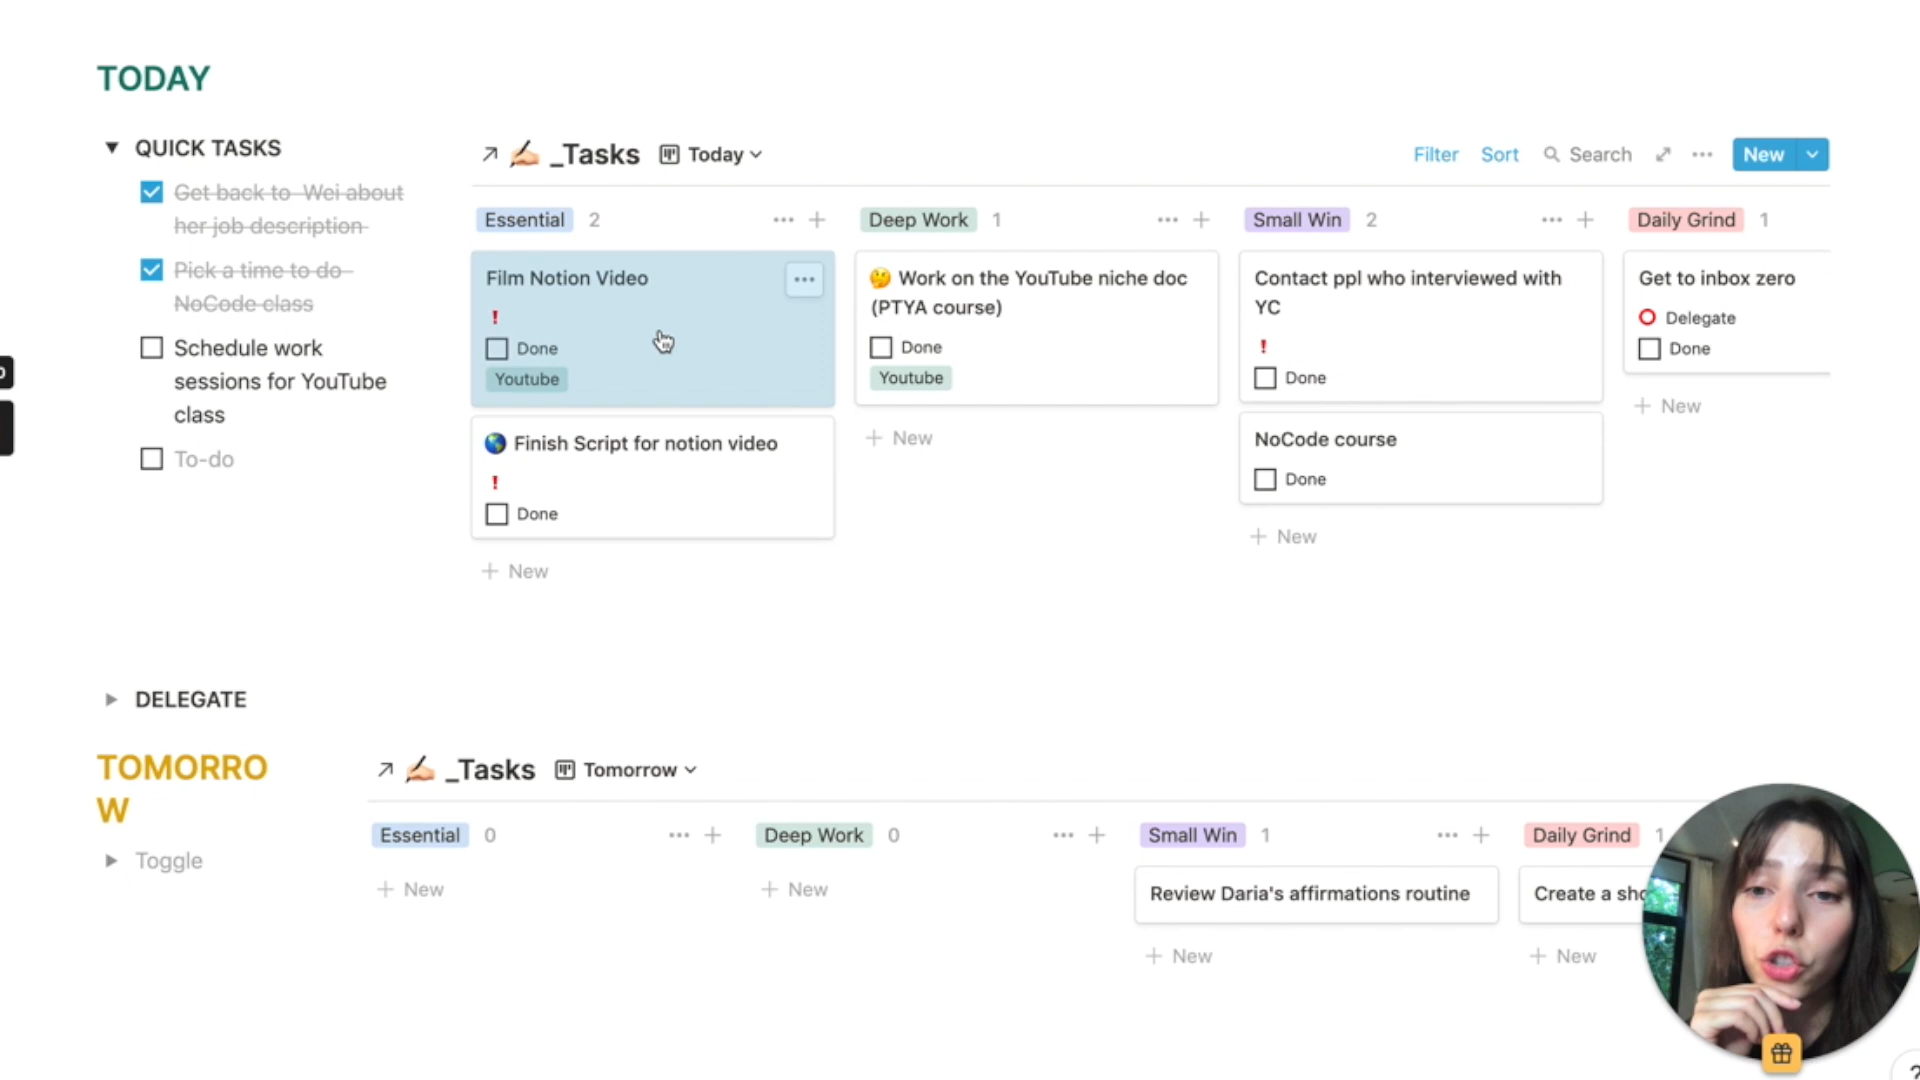 TODAY
QUICK TASKS
Get back to Wei about
her job description
Pick a time to do
NoCode class
Schedule work
sessions for YouTube
class
To-do
_Tasks Today
Filter Sort Search New
Essential 2
Film Notion Video
Done
Youtube
Finish Script for notion video
Done
New
Deep Work 1
Work on the YouTube niche doc
(PTYA course)
Done
Youtube
New
Small Win 2
Contact ppl who interviewed with
YC
Done
NoCode course
Done
New
Daily Grind 1
Get to inbox zero
Delegate
Done
New
DELEGATE
TOMORRO
W
Toggle
_Tasks Tomorrow
Essential 0
New
Deep Work 0
New
Small Win 1
Review Daria's affirmations routine
New
Daily Grind 1
Create a
New